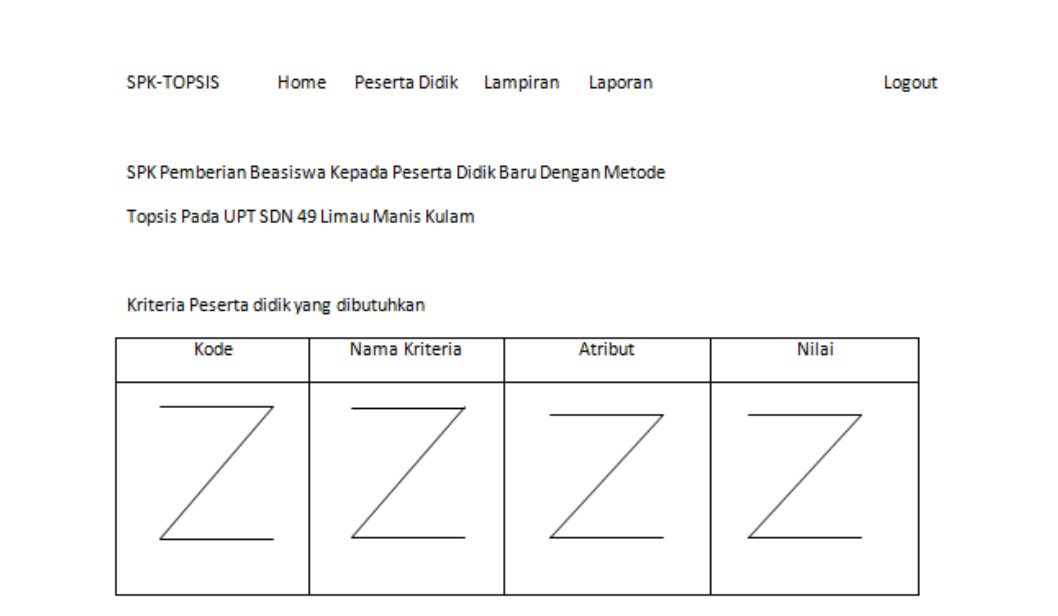 SPK-TOPSIS Home Peserta Didik Lampiran Laporan Logout
SPK Pemberian Beasiswa Kepada Peserta Didik Baru Dengan Metode
Topsis Pada UPT SDN 49 Limau Manis Kulam
Kriteria Peserta didik yang dibutuhkan
Kode Nama Kriteria Atribut Nilai